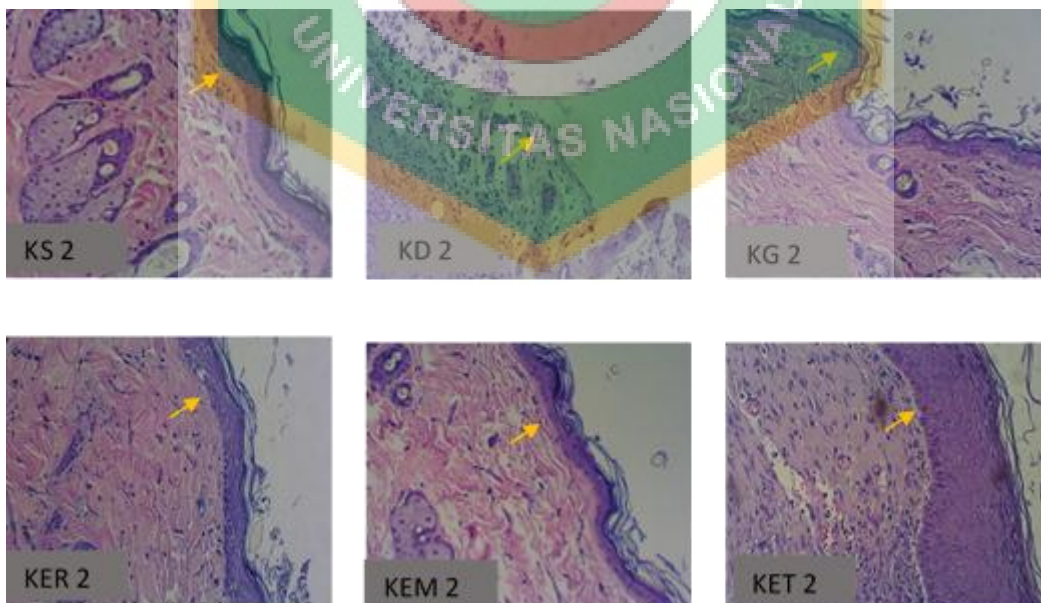 UNIVERSITAS NASIONAL
KS 2
KD 2
KG 2
KER 2
KEM 2
KET 2